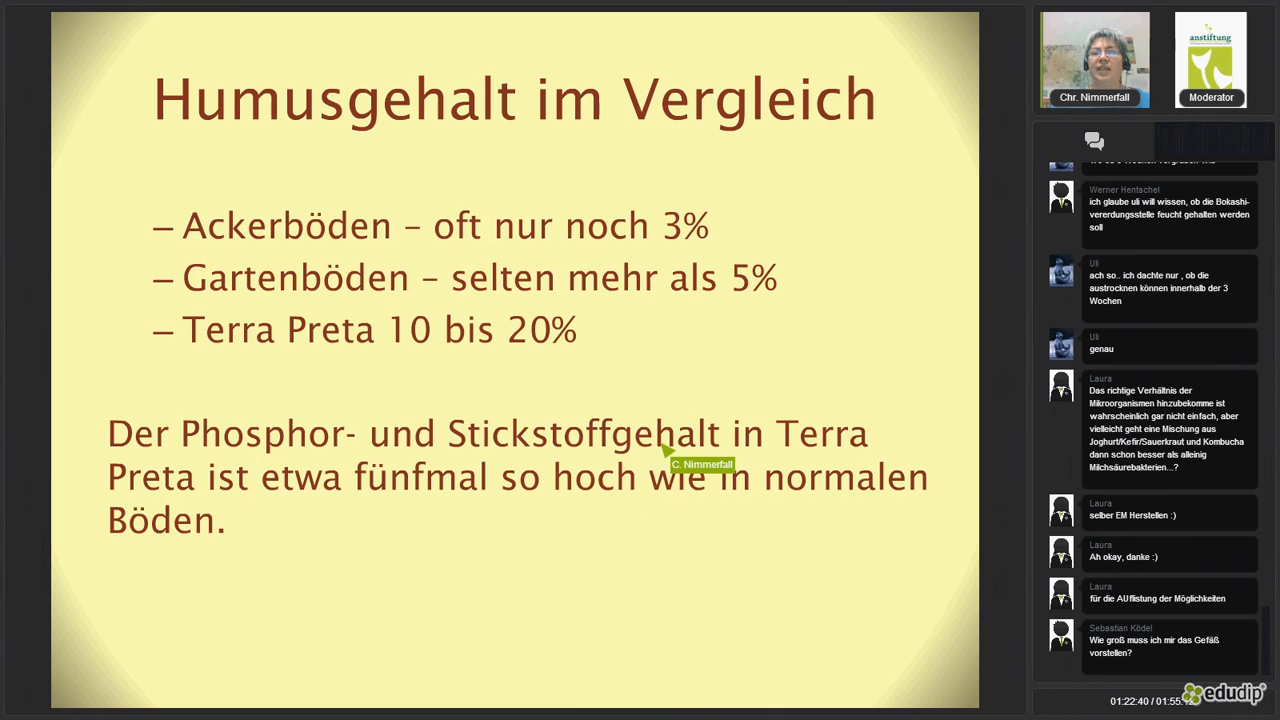 Humusgehalt im Vergleich
– Ackerböden – oft nur noch 3%
– Gartenböden – selten mehr als 5%
– Terra Preta 10 bis 20%
Der Phosphor- und Stickstoffgehalt in Terra
Preta ist etwa fünfmal so hoch wie in normalen
Böden.
C. Nimmerfall
Chr. Nimmerfall
anstiftung
Moderator
Werner Hentschel
ich glaube uli will wissen, ob die Bokashi-
vererdungsstelle feucht gehalten werden
soll
Uli
ach so.. ich dachte nur , ob die
austrocknen können innerhalb der 3
Wochen
Uli
genau
Laura
Das richtige Verhältnis der
Mikroorganismen hinzubekomme ist
wahrscheinlich gar nicht einfach, aber
vielleicht geht eine Mischung aus
Joghurt/Kefir/Sauerkraut und Kombucha
dann schon besser als alleinig
Milchsäurebakterien...?
Laura
selber EM Herstellen :)
Laura
Ah okay, danke :)
Laura
für die AUflistung der Möglichkeiten
Sebastian Ködel
Wie groß muss ich mir das Gefäß
vorstellen?
01:22:40 / 01:55:
edudip